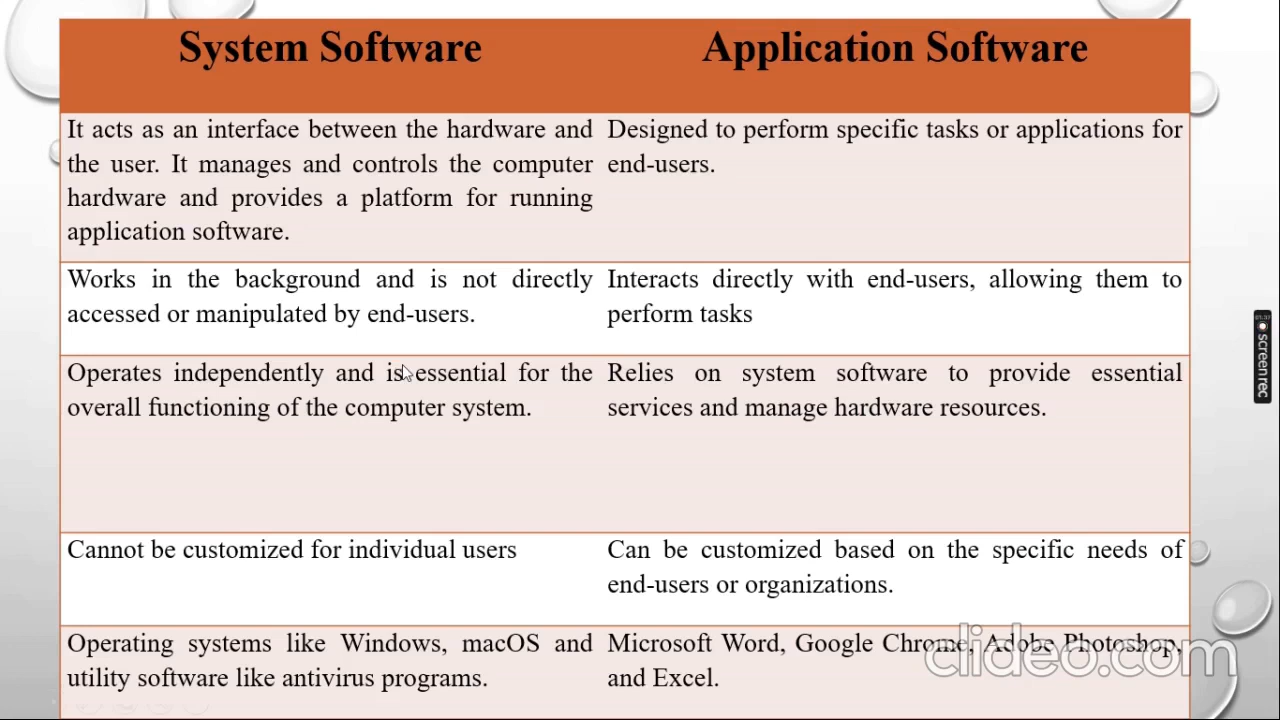 System Software
Application Software
It acts as an interface between the hardware and
the user. It manages and controls the computer
hardware and provides a platform for running
application software.
Designed to perform specific tasks or applications for
end-users.
Works in the background and is not directly
accessed or manipulated by end-users.
Interacts directly with end-users, allowing them to
perform tasks
Operates independently and is essential for the
overall functioning of the computer system.
Relies on system software to provide essential
services and manage hardware resources.
Cannot be customized for individual users
Can be customized based on the specific needs of
end-users or organizations.
Operating systems like Windows, macOS and
utility software like antivirus programs.
Microsoft Word, Google Chrome, Adobe Photoshop,
and Excel.
clideo.com
screenrec